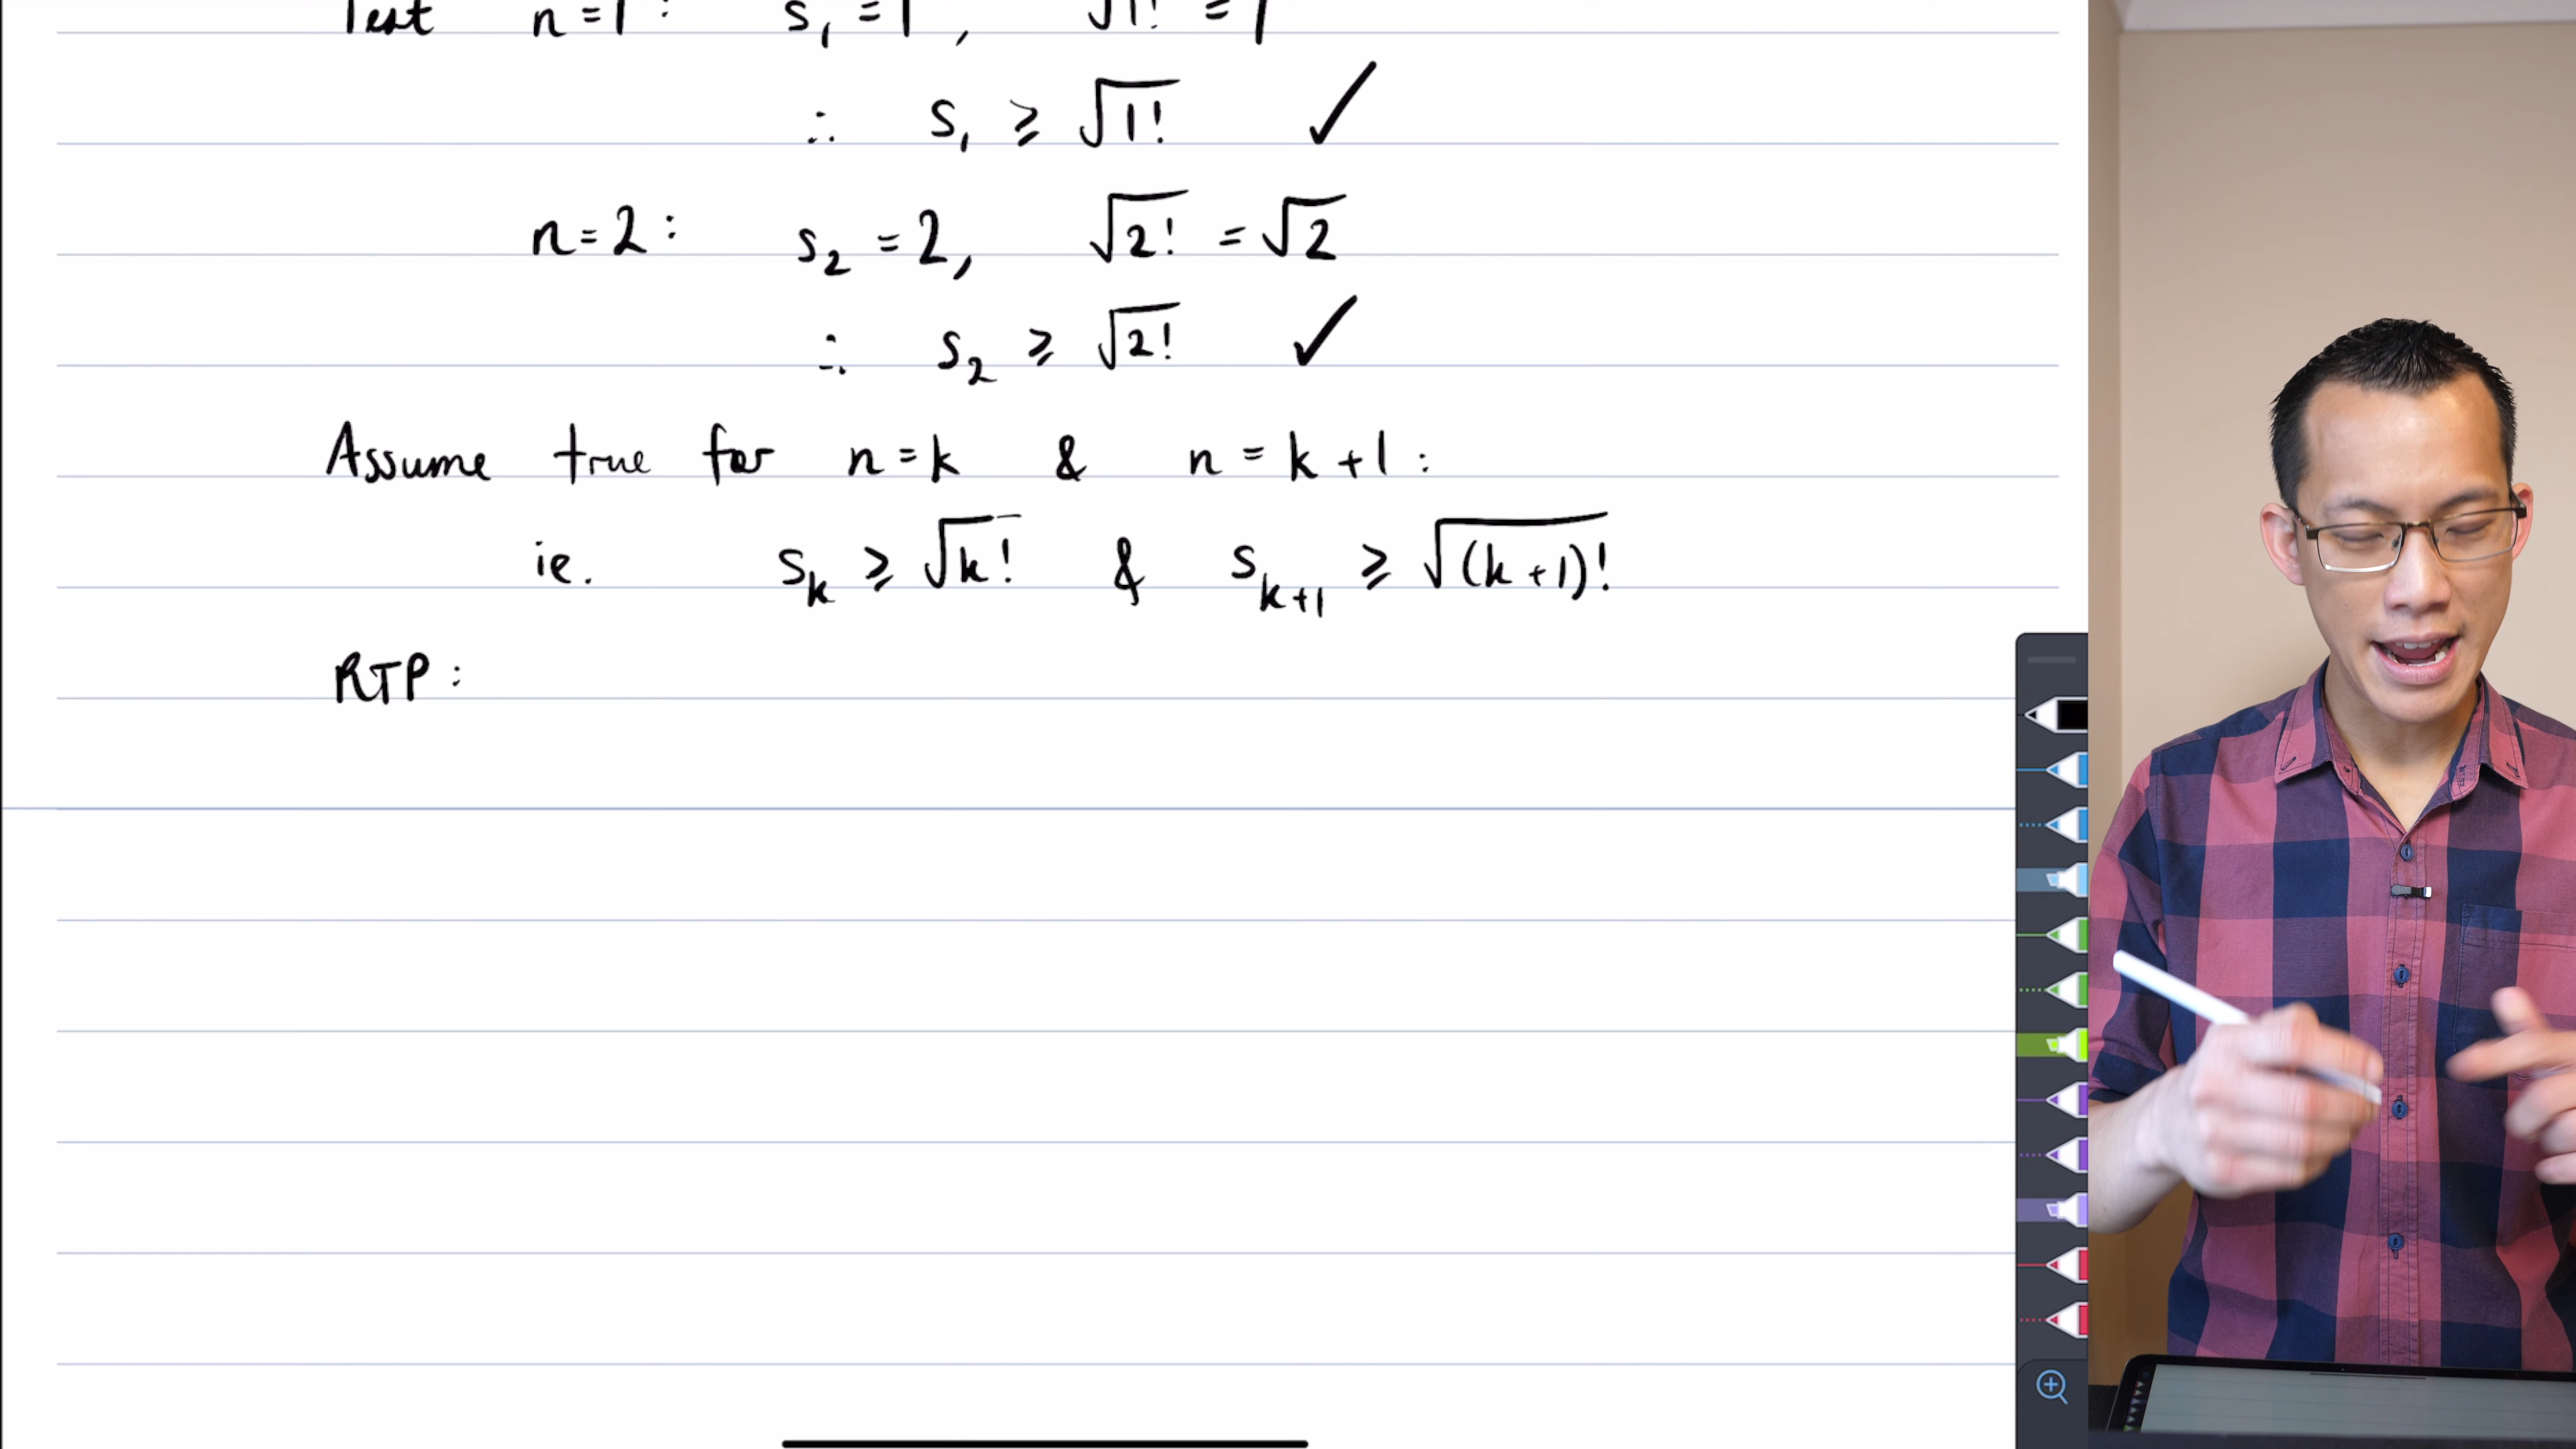 Test n=1: s₁ = 1, √1! = 1
∴ s₁ ⩾ √1! ✓
n=2: s₂ = 2, √2! = √2
∴ s₂ ⩾ √2! ✓
Assume true for n=k & n=k+1:
ie. sₖ ⩾ √k! & sₖ₊₁ ⩾ √(k+1)!
RTP: